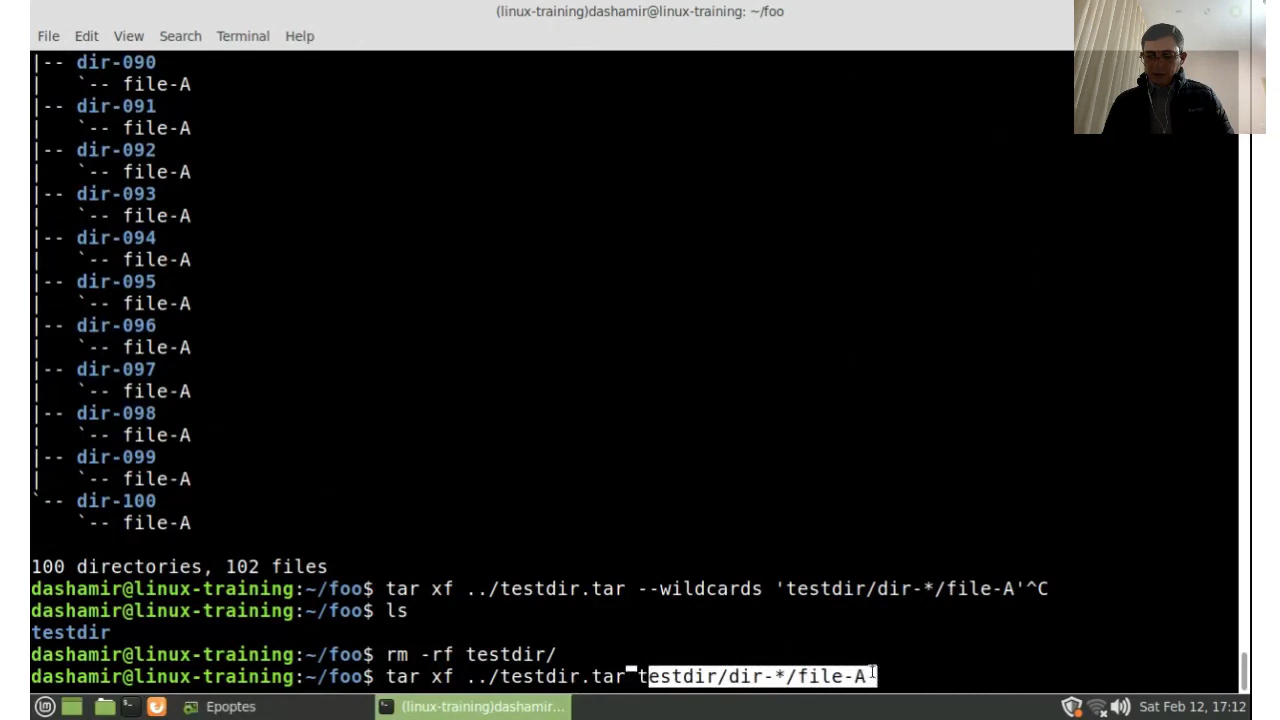 (linux-training)dashamir@linux-training: ~/foo
File Edit View Search Terminal Help
|-- dir-090
|   `-- file-A
|-- dir-091
|   `-- file-A
|-- dir-092
|   `-- file-A
|-- dir-093
|   `-- file-A
|-- dir-094
|   `-- file-A
|-- dir-095
|   `-- file-A
|-- dir-096
|   `-- file-A
|-- dir-097
|   `-- file-A
|-- dir-098
|   `-- file-A
|-- dir-099
|   `-- file-A
`-- dir-100
    `-- file-A
100 directories, 102 files
dashamir@linux-training:~/foo$ tar xf ../testdir.tar --wildcards 'testdir/dir-*/file-A'^C
dashamir@linux-training:~/foo$ ls
testdir
dashamir@linux-training:~/foo$ rm -rf testdir/
dashamir@linux-training:~/foo$ tar xf ../testdir.tar testdir/dir-*/file-A
Epoptes (linux-training)dashamir... Sat Feb 12, 17:12